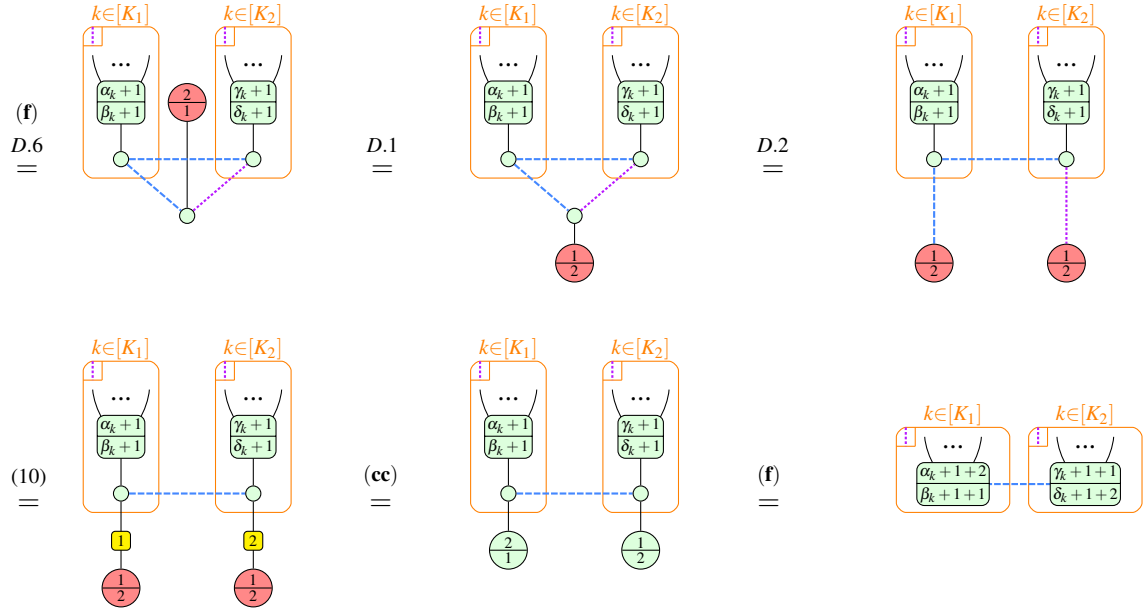 k∈[K₁] k∈[K₂] k∈[K₁] k∈[K₂] k∈[K₁] k∈[K₂]
... ... ... ... ... ...
αₖ+1 2 γₖ+1 αₖ+1 γₖ+1 αₖ+1 γₖ+1
βₖ+1 1 δₖ+1 βₖ+1 δₖ+1 βₖ+1 δₖ+1
(f)
D.6 D.1 D.2
= = =
1 1 1
2 2 2
k∈[K₁] k∈[K₂] k∈[K₁] k∈[K₂]
... ... ... ...
k∈[K₁] k∈[K₂]
αₖ+1 γₖ+1 αₖ+1 γₖ+1 ... ...
βₖ+1 δₖ+1 βₖ+1 δₖ+1
(10) (cc) (f) αₖ+1+2 γₖ+1+1
= = = βₖ+1+1 δₖ+1+2
1 2 2 1
1 2
1 1
2 2